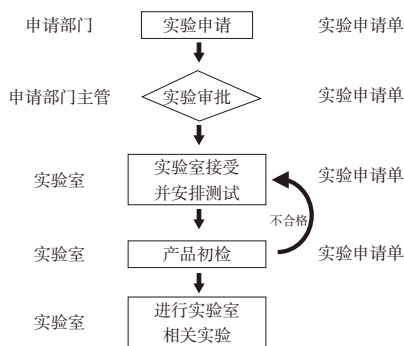 申请部门 实验申请 实验申请单
申请部门主管 实验审批 实验申请单
实验室 实验室接受 实验申请单
并安排测试
不合格
实验室 产品初检 实验申请单
实验室 进行实验室
相关实验